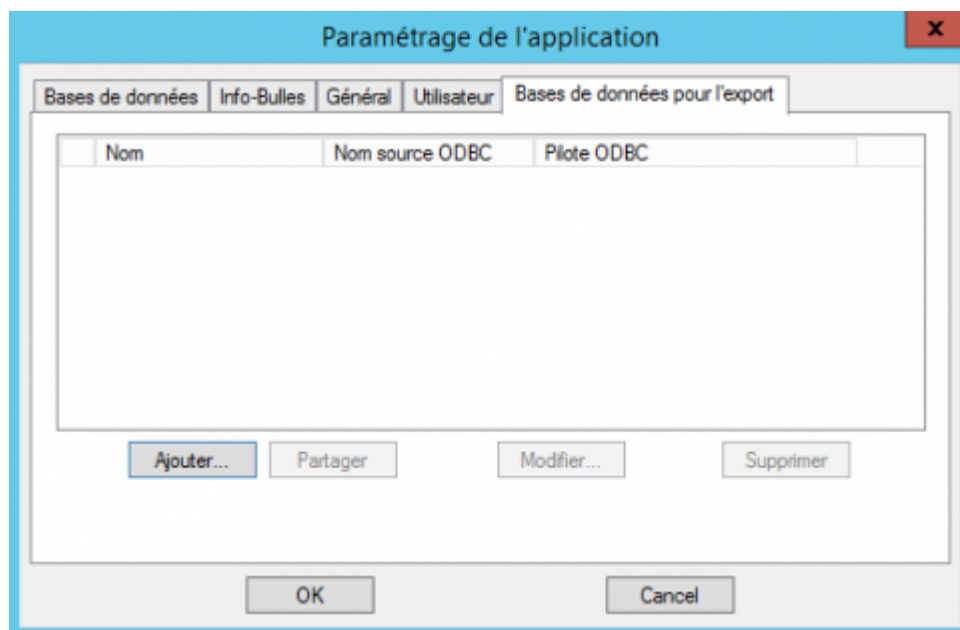 Paramétrage de l'application
x
Bases de données Info-Bulles Général Utilisateur Bases de données pour l'export
Nom Nom source ODBC Pilote ODBC
Ajouter... Partager Modifier... Supprimer
OK Cancel